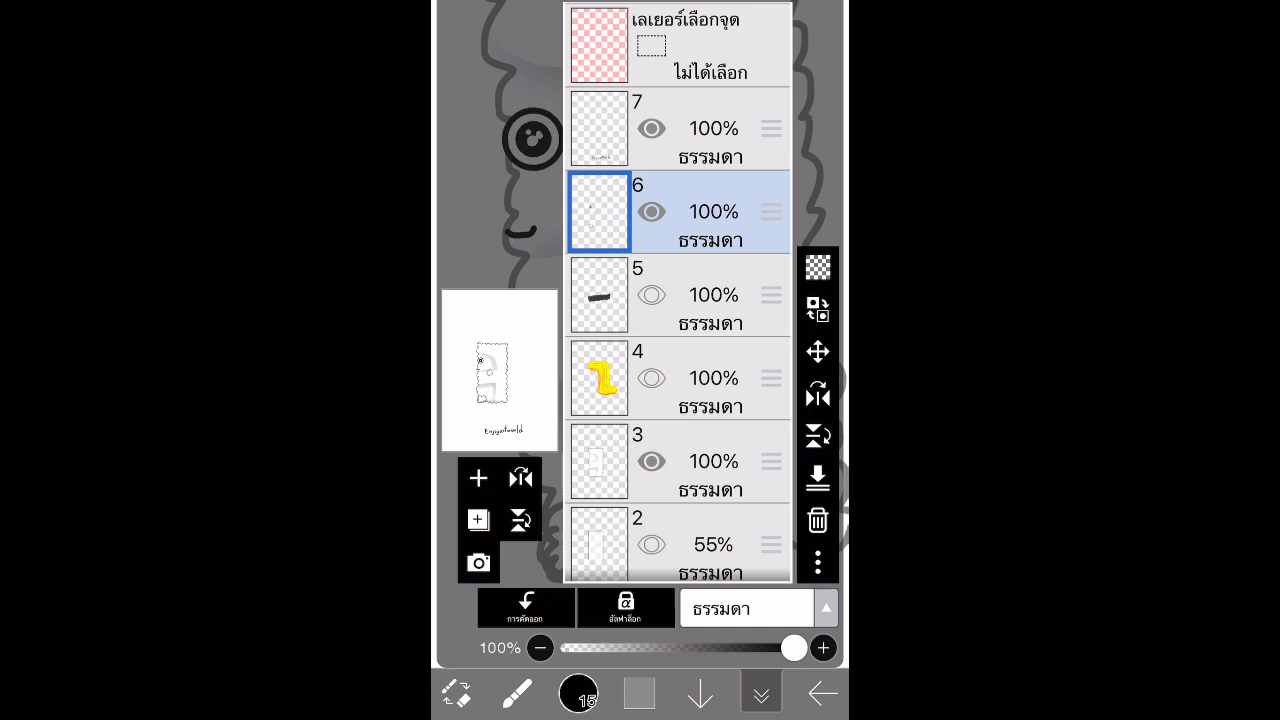 เลเยอร์เลือกจุด
ไม่ได้เลือก
7
100%
ธรรมดา
6
100%
ธรรมดา
5
100%
ธรรมดา
4
100%
ธรรมดา
3
100%
ธรรมดา
2
55%
ธรรมดา
การตัดออก
อัลฟาล็อก
ธรรมดา
100%
15